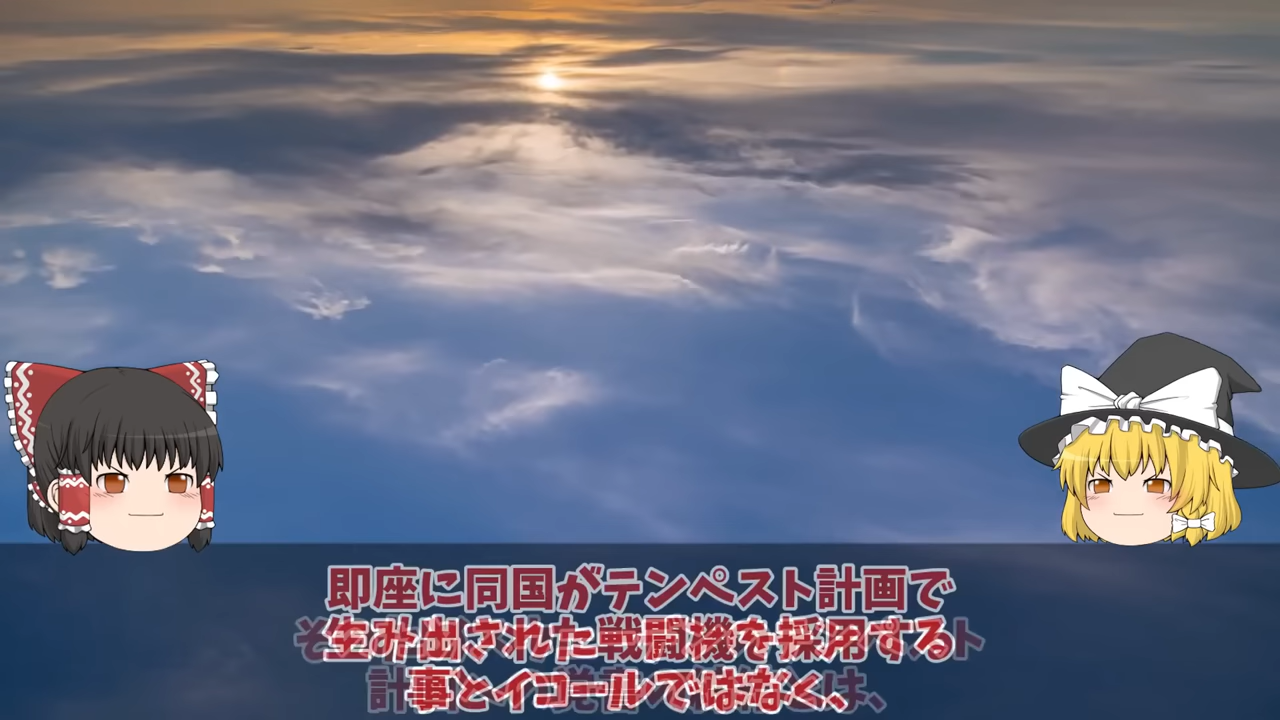 即座に同国がテンペスト計画で
生み出された戦闘機を採用する
事とイコールではなく、